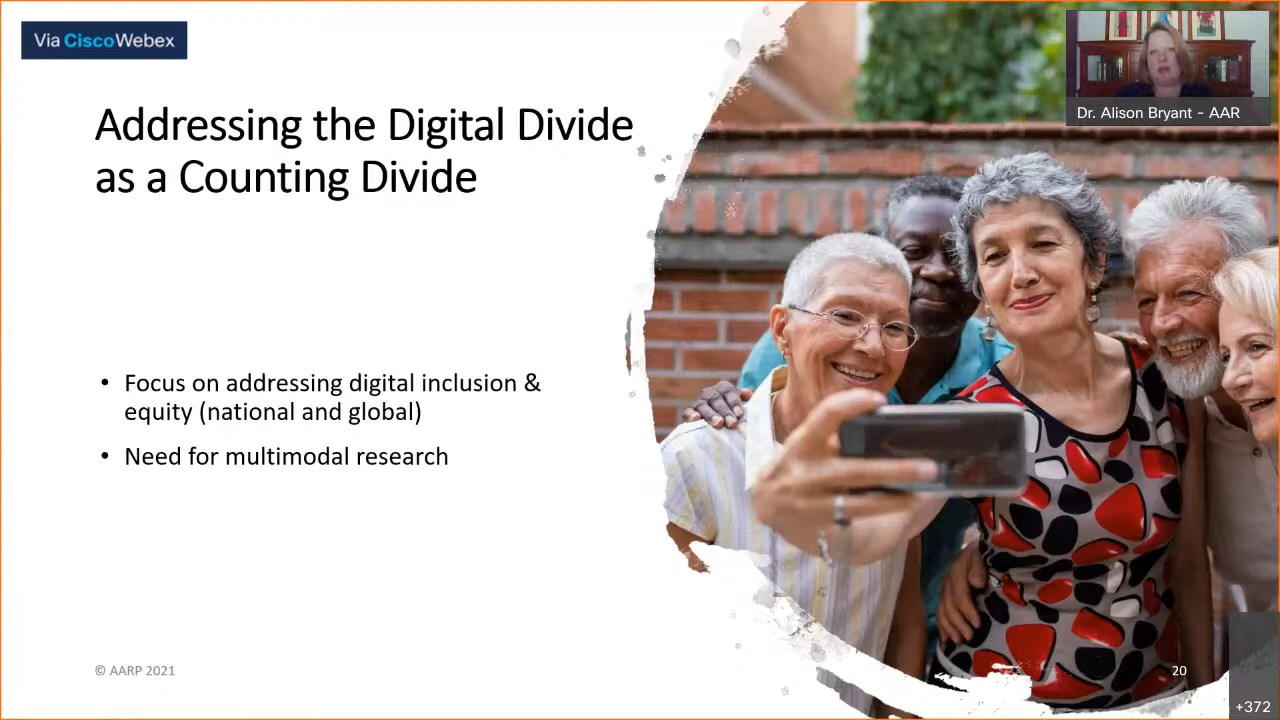 Via CiscoWebex
Dr. Alison Bryant - AAR
Addressing the Digital Divide
as a Counting Divide
• Focus on addressing digital inclusion &
equity (national and global)
• Need for multimodal research
© AARP 2021
20
+372